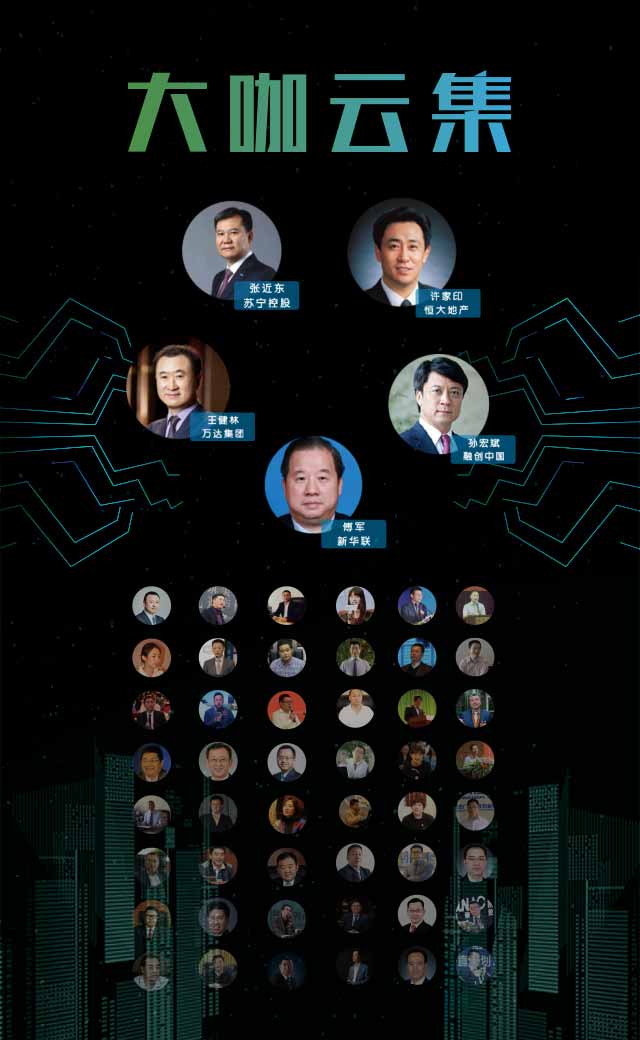 大咖云集
张近东
苏宁控股
许家印
恒大地产
王健林
万达集团
孙宏斌
融创中国
傅军
新华联